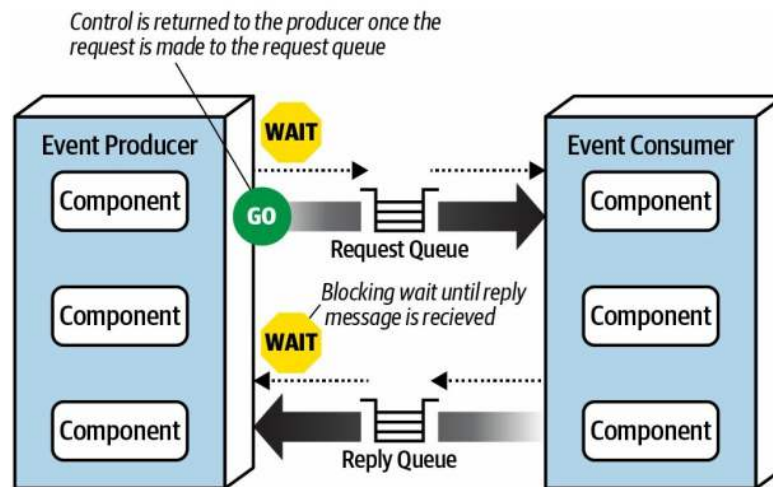 Control is returned to the producer once the
request is made to the request queue
WAIT
Event Producer
Event Consumer
Component
GO
Component
Request Queue
Blocking wait until reply
message is recieved
Component
WAIT
Component
Component
Reply Queue
Component